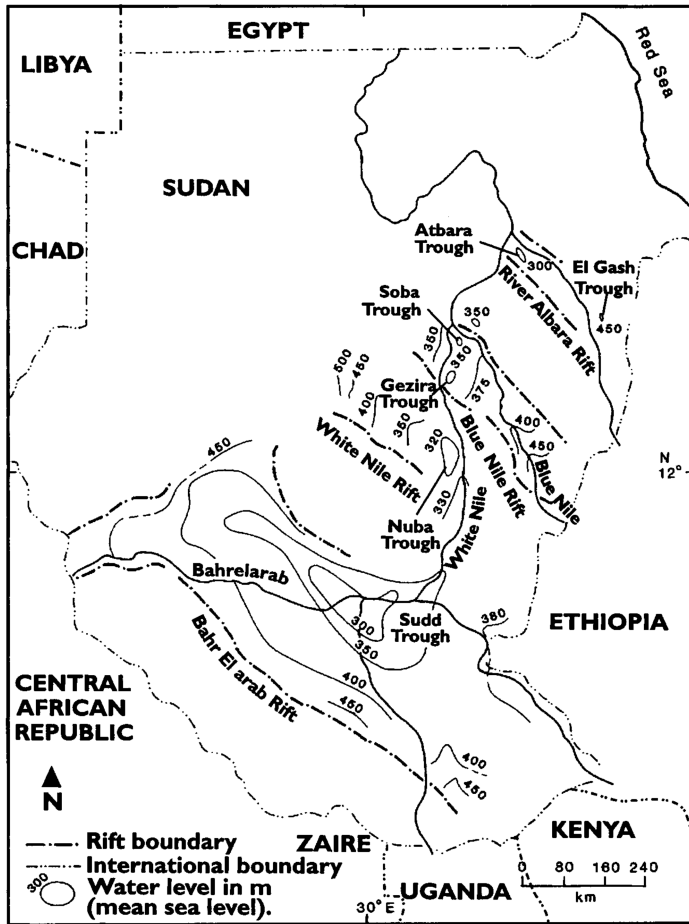 EGYPT
LIBYA
Red Sea
SUDAN
CHAD
Atbara
Trough
300
El Gash
Trough
River Albara Rift
450
Soba
Trough
350
350
350
375
500
450
400
350
Gezira
Trough
320
White Nile Rift
Blue Nile Rift
400
450
Blue Nile
N
12°
450
330
Nuba
Trough
White Nile
Bahrelarab
300
350
Sudd
Trough
380
ETHIOPIA
Bahr El arab Rift
400
450
CENTRAL
AFRICAN
REPUBLIC
400
450
N
Rift boundary
International boundary
300
Water level in m
(mean sea level).
ZAIRE
KENYA
UGANDA
0 80 160 240
km
30° E